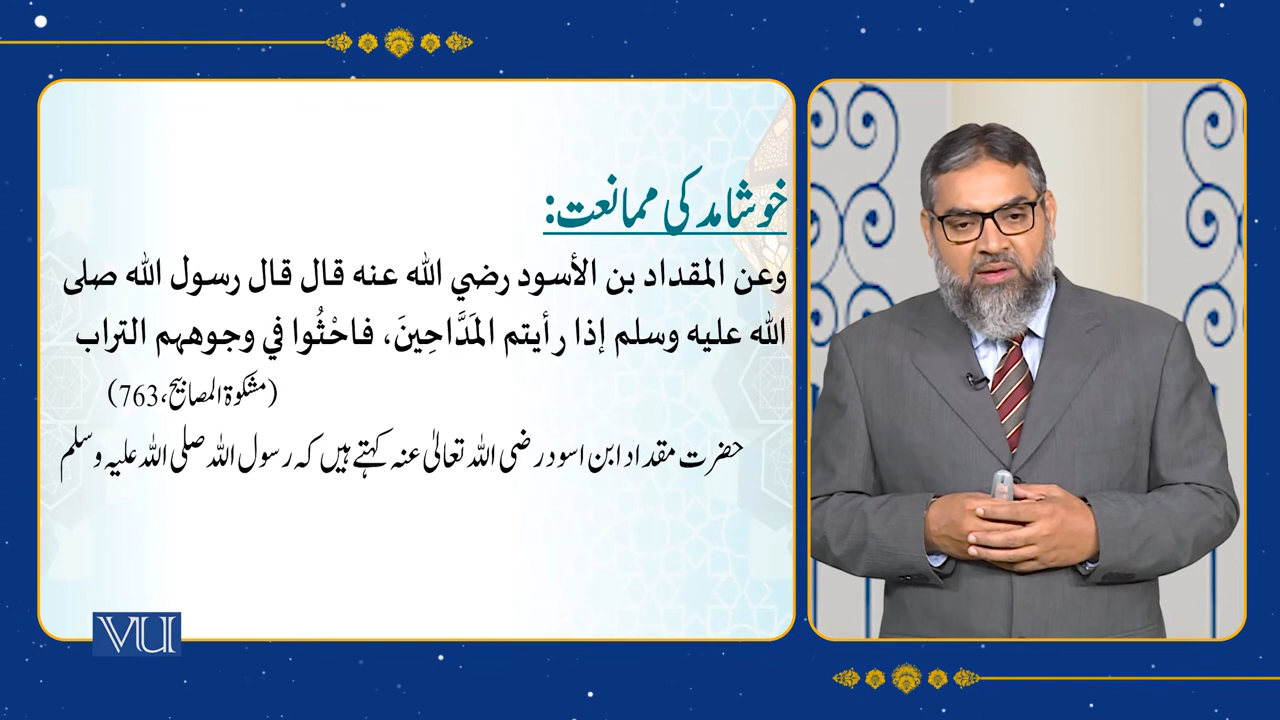 خوشامد کی ممانعت:
وعن المقداد بن الأسود رضي الله عنه قال قال رسول الله صلى
الله عليه وسلم إذا رأيتم المَدَّاحِينَ، فاحْثُوا في وجوههم التراب
(مشکوۃ المصابیح،763)
حضرت مقداد ابن اسود رضی اللہ تعالیٰ عنہ کہتے ہیں کہ رسول اللہ صلی اللہ علیہ وسلم
VU